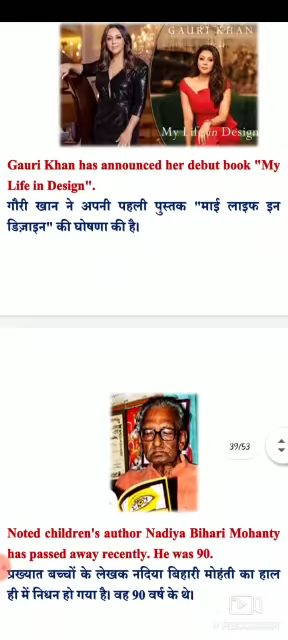 GAURI KHAN
My Life in Design
Gauri Khan has announced her debut book "My
Life in Design".
गौरी खान ने अपनी पहली पुस्तक "माई लाइफ इन
डिज़ाइन" की घोषणा की है।
39/53
Noted children's author Nadiya Bihari Mohanty
has passed away recently. He was 90.
प्रख्यात बच्चों के लेखक नदिया बिहारी मोहंती का हाल
ही में निधन हो गया है। वह 90 वर्ष के थे।